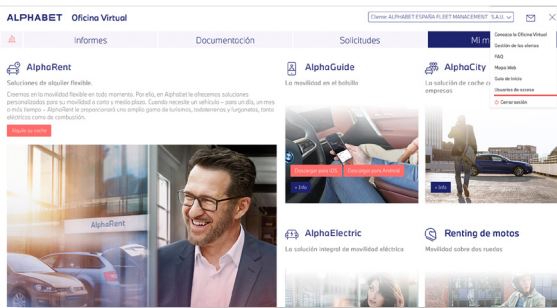 ALPHABET Oficina Virtual
Cliente: ALPHABET ESPAÑA FLEET MANAGEMENT S.A.U.
Informes
Documentación
Solicitudes
Mi m
Conozca la Oficina Virtual
Gestión de las alertas
FAQ
Mapa Web
Guía de Inicio
Usuarios de acceso
Cerrar sesión
AlphaRent
Soluciones de alquiler flexible.
Creemos en la movilidad flexible en todo momento. Por ello, en Alphabet le ofrecemos soluciones
personalizadas para su movilidad a corto y medio plazo. Cuando necesite un vehículo – para un día, un mes
o más tiempo – AlphaRent le proporcionará una amplia gama de turismos, todoterrenos y furgonetas, tanto
eléctricos como de combustión.
Alquile su coche
AlphaRent
AlphaGuide
La movilidad en el bolsillo
Descargar para iOS
Descargar para Android
+ Info
AlphaCity
La solución de coche c
empresas
+ Info
AlphaElectric
La solución integral de movilidad eléctrica
Renting de motos
Movilidad sobre dos ruedas